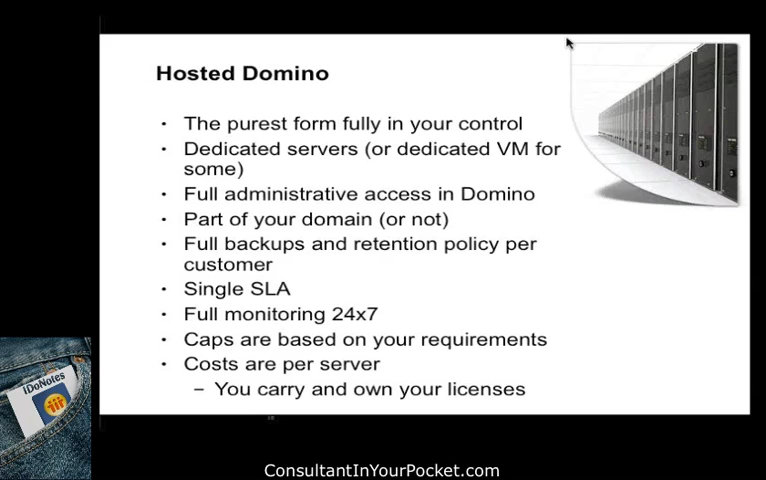 Hosted Domino
• The purest form fully in your control
• Dedicated servers (or dedicated VM for
some)
• Full administrative access in Domino
• Part of your domain (or not)
• Full backups and retention policy per
customer
• Single SLA
• Full monitoring 24x7
• Caps are based on your requirements
• Costs are per server
– You carry and own your licenses
iDoNotes
ConsultantInYourPocket.com